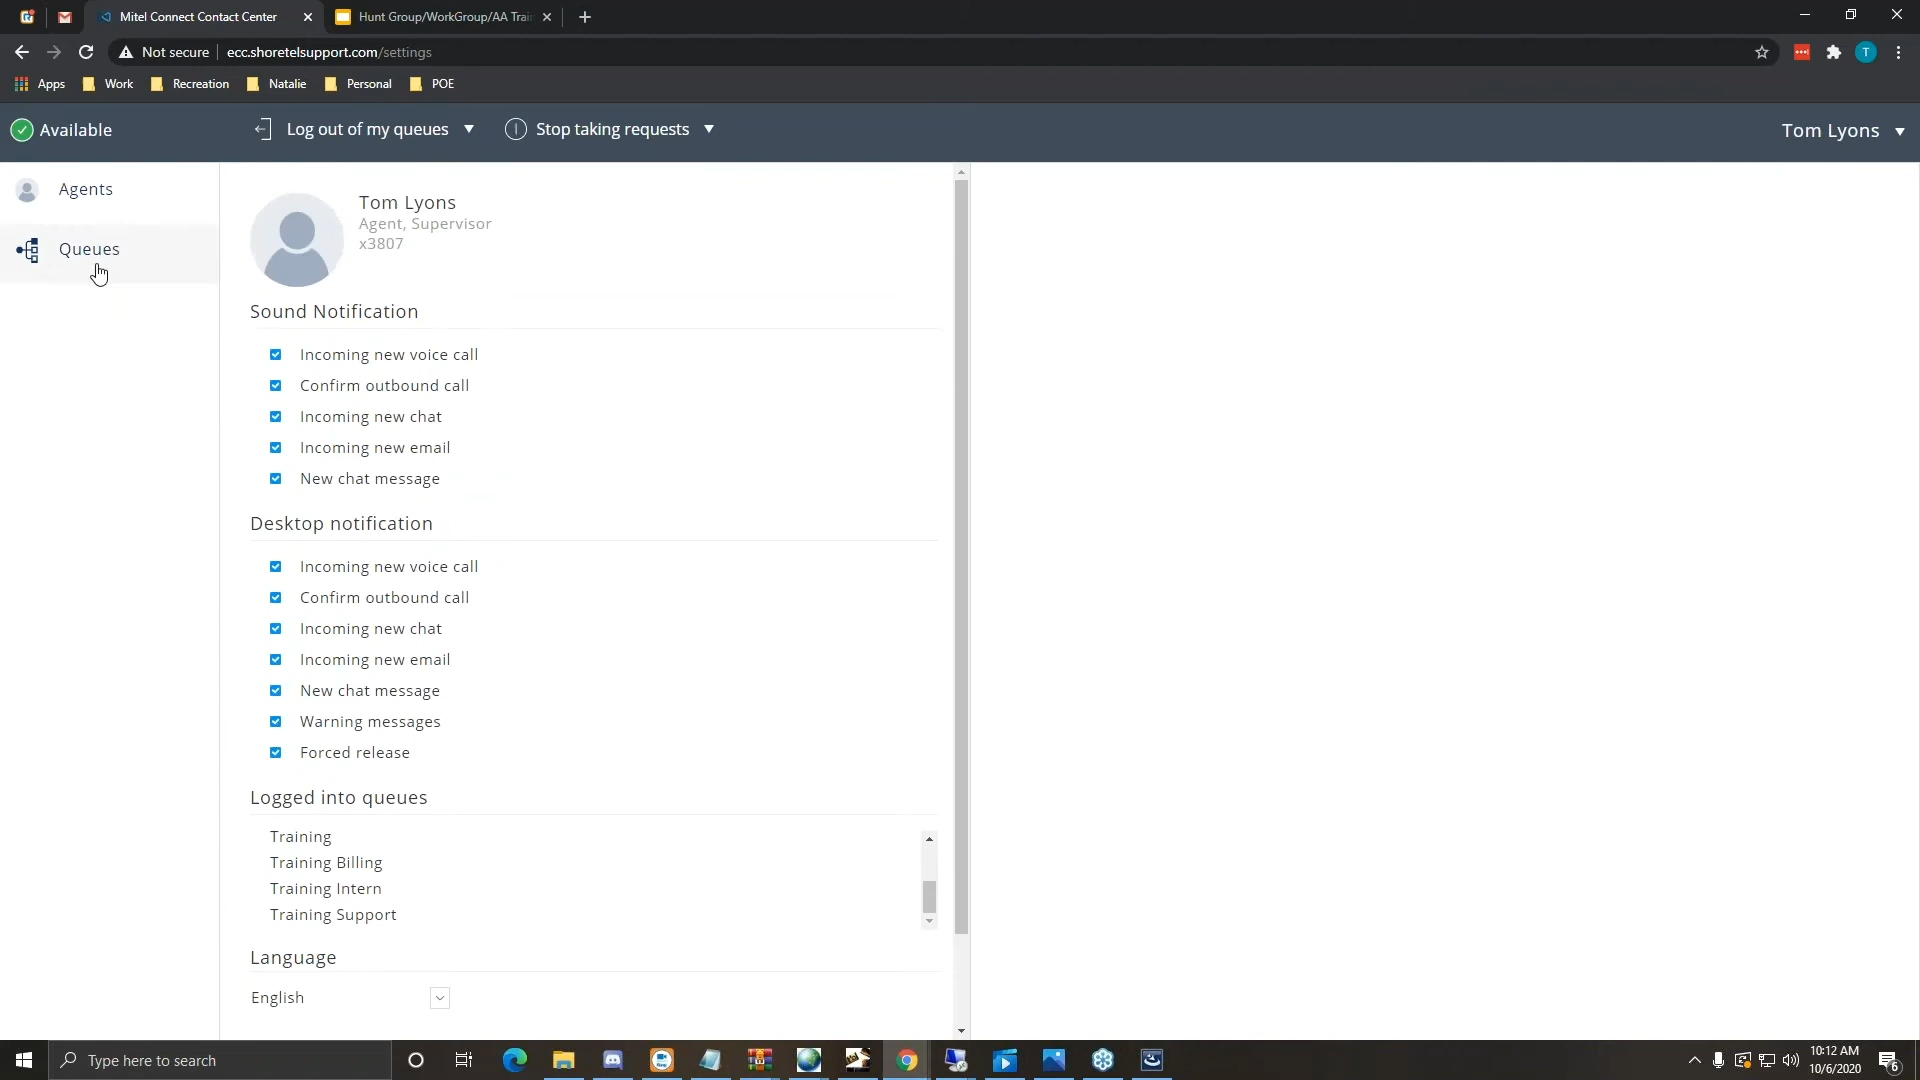 Mitel Connect Contact Center
Hunt Group/WorkGroup/AA Trai
Not secure
ecc.shoretelsupport.com/settings
T
Apps
Work
Recreation
Natalie
Personal
POE
Available
Log out of my queues
Stop taking requests
Tom Lyons
Agents
Queues
Tom Lyons
Agent, Supervisor
x3807
Sound Notification
Incoming new voice call
Confirm outbound call
Incoming new chat
Incoming new email
New chat message
Desktop notification
Incoming new voice call
Confirm outbound call
Incoming new chat
Incoming new email
New chat message
Warning messages
Forced release
Logged into queues
Training
Training Billing
Training Intern
Training Support
Language
English
Type here to search
10:12 AM
10/6/2020
6